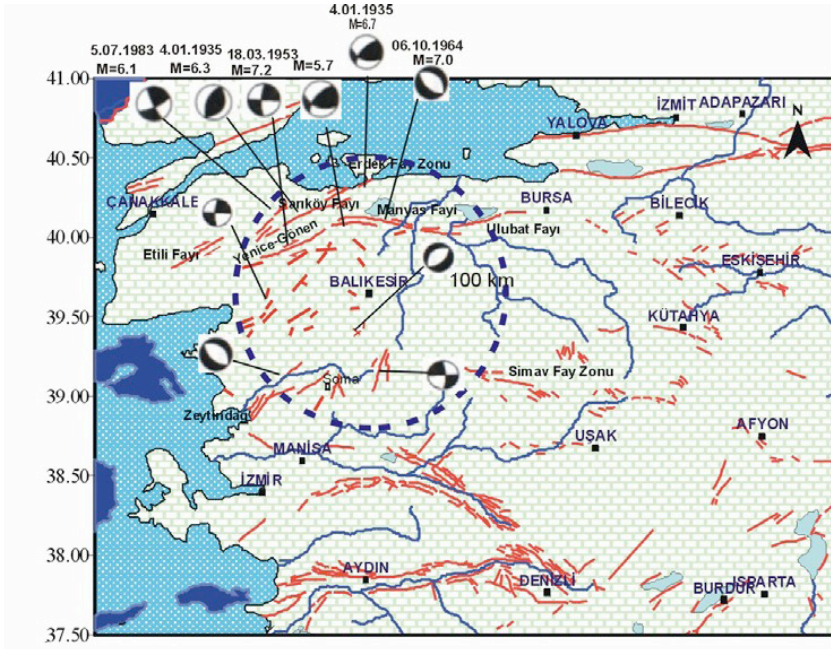 4.01.1935
M=6.7
5.07.1983
M=6.1
4.01.1935
M=6.3
18.03.1953
M=7.2
M=5.7
06.10.1964
M=7.0
41.00
40.50
40.00
39.50
39.00
38.50
38.00
37.50
N
İZMİT
ADAPAZARI
YALOVA
Erdek Fay Zonu
ÇANAKKALE
Sarıköy Fayı
Manyas Fayı
BURSA
BİLECİK
Ulubat Fayı
Yenice-Gönen
Etili Fayı
ESKİŞEHİR
BALIKESİR
100 km
KÜTAHYA
Simav Fay Zonu
Soma
Zeytindağ
UŞAK
AFYON
MANİSA
İZMİR
AYDIN
DENİZLİ
BURDUR
ISPARTA